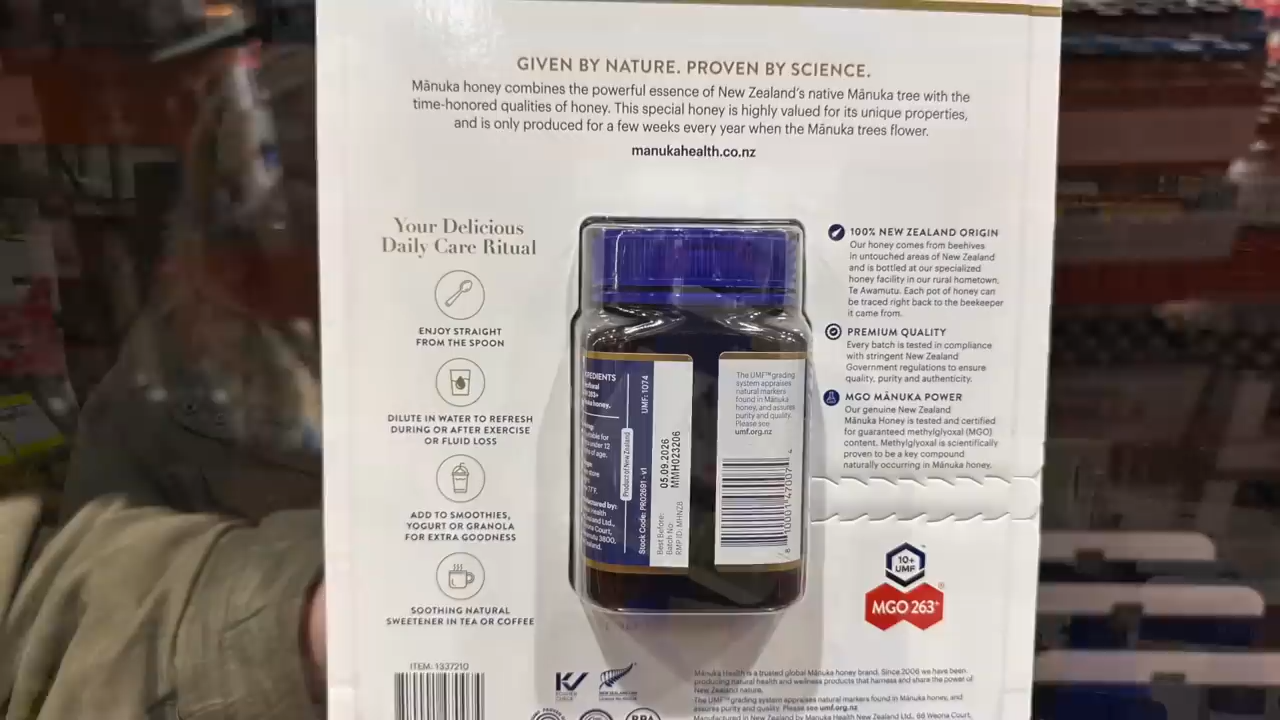 GIVEN BY NATURE. PROVEN BY SCIENCE.
Mānuka honey combines the powerful essence of New Zealand's native Mānuka tree with the
time-honored qualities of honey. This special honey is highly valued for its unique properties,
and is only produced for a few weeks every year when the Mānuka trees flower.
manukahealth.co.nz
Your Delicious
Daily Care Ritual
ENJOY STRAIGHT
FROM THE SPOON
DILUTE IN WATER TO REFRESH
DURING OR AFTER EXERCISE
OR FLUID LOSS
ADD TO SMOOTHIES,
YOGURT OR GRANOLA
FOR EXTRA GOODNESS
SOOTHING NATURAL
SWEETENER IN TEA OR COFFEE
ITEM: 1337210
Product of New Zealand
Stock Code: PR02691-v1
UMF: 1074
Best Before:
05.09.2026
Batch No:
MMH023206
RMP ID: MHNZB
The UMF™ grading
system appraises
natural markers
found in Mānuka
honey, and assures
purity and quality.
Please see
umf.org.nz
100% NEW ZEALAND ORIGIN
Our honey comes from beehives
in untouched areas of New Zealand
and is bottled at our specialized
honey facility in our rural hometown,
Te Awamutu. Each pot of honey can
be traced right back to the beekeeper
it came from.
PREMIUM QUALITY
Every batch is tested in compliance
with stringent New Zealand
Government regulations to ensure
quality, purity and authenticity.
MGO MĀNUKA POWER
Our genuine New Zealand
Mānuka Honey is tested and certified
for guaranteed methylglyoxal (MGO)
content. Methylglyoxal is scientifically
proven to be a key compound
naturally occurring in Mānuka honey.
10+
UMF™
MGO 263+®
Mānuka Health is a trusted global Mānuka honey brand. Since 2006 we have been
producing natural health and wellness products that harness and share the power of
New Zealand nature.
The UMF™ grading system appraises natural markers found in Mānuka honey, and
assures purity and quality. Please see umf.org.nz
Manufactured in New Zealand by Manuka Health New Zealand Ltd., 66 Weona Court,